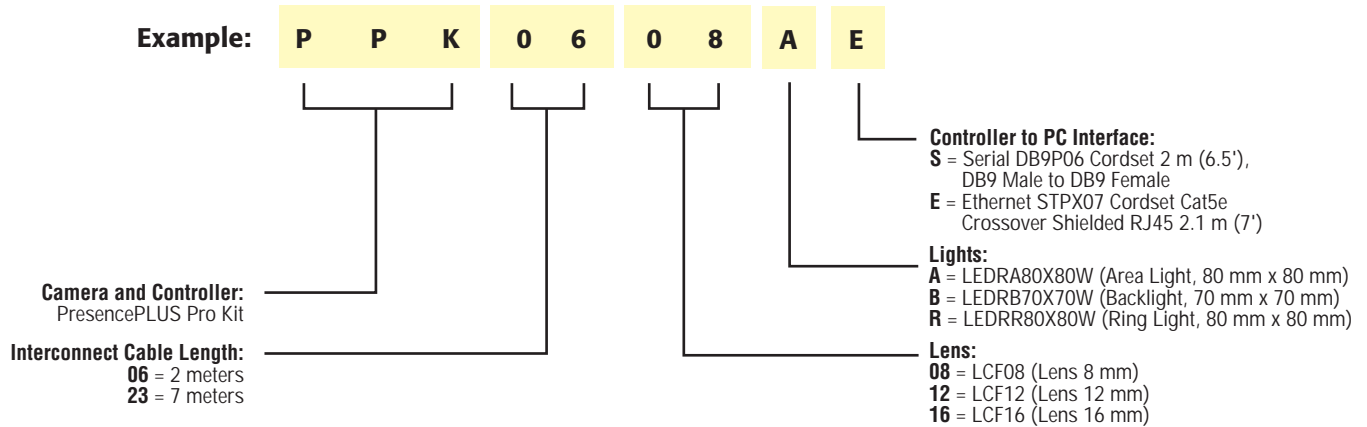 Example: P P K 0 6 0 8 A E
Controller to PC Interface:
S = Serial DB9P06 Cordset 2 m (6.5'),
DB9 Male to DB9 Female
E = Ethernet STPX07 Cordset Cat5e
Crossover Shielded RJ45 2.1 m (7')
Lights:
A = LEDRA80X80W (Area Light, 80 mm x 80 mm)
B = LEDRB70X70W (Backlight, 70 mm x 70 mm)
R = LEDRR80X80W (Ring Light, 80 mm x 80 mm)
Camera and Controller:
PresencePLUS Pro Kit
Interconnect Cable Length:
06 = 2 meters
23 = 7 meters
Lens:
08 = LCF08 (Lens 8 mm)
12 = LCF12 (Lens 12 mm)
16 = LCF16 (Lens 16 mm)